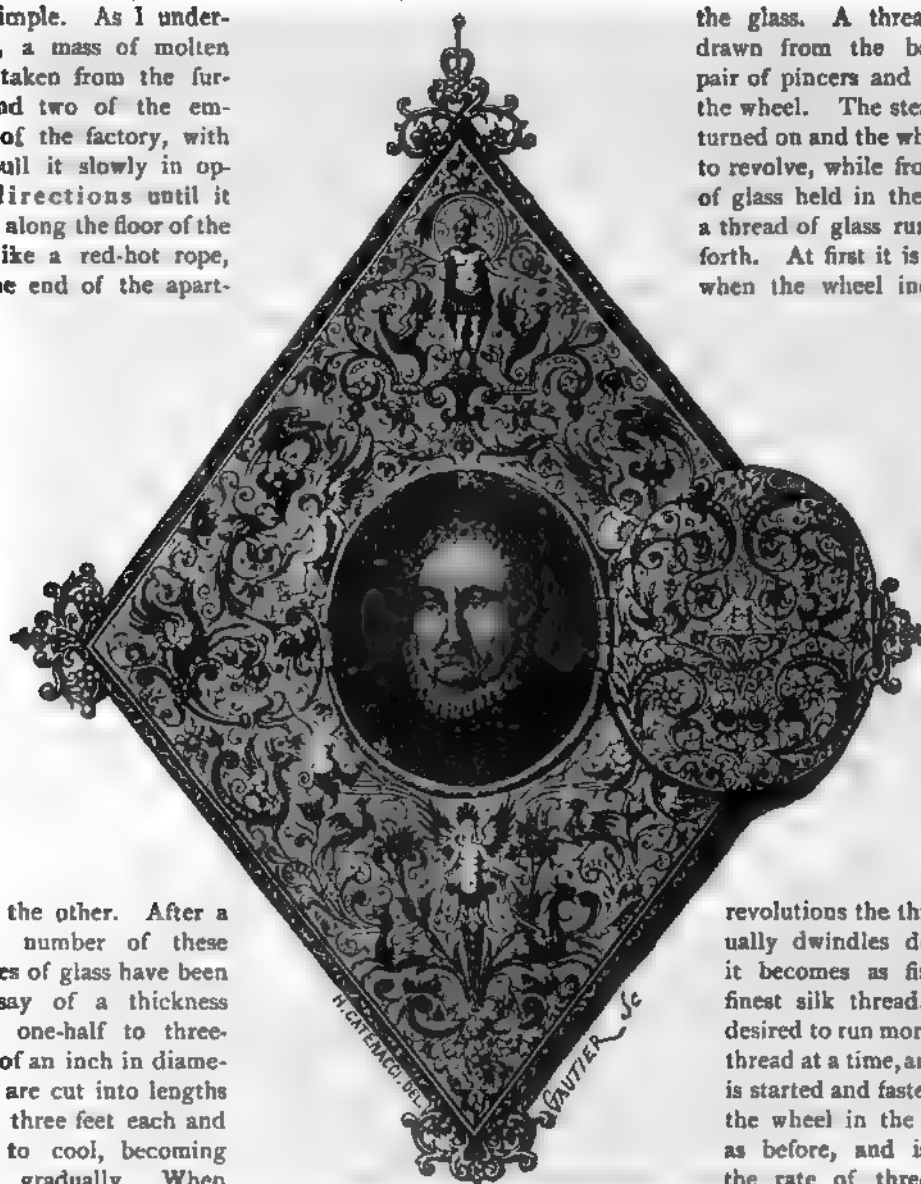 imple. As I under-
, a mass of molten
taken from the fur-
nd two of the em-
of the factory, with
ull it slowly in op-
directions until it
along the floor of the
ike a red-hot rope,
e end of the apart-
the other. After a
number of these
es of glass have been
say of a thickness
one-half to three-
of an inch in diame-
are cut into lengths
three feet each and
to cool, becoming
gradually. When
the glass. A threa
drawn from the b
pair of pincers and
the wheel. The ste
turned on and the wh
to revolve, while fro
of glass held in the
a thread of glass ru
forth. At first it is
when the wheel in
revolutions the th
ually dwindles d
it becomes as fi
finest silk thread
desired to run mor
thread at a time, a
is started and faste
the wheel in the
as before, and i
the rate of thre
H. CATENACCI. DEL
GAUTIER Sc